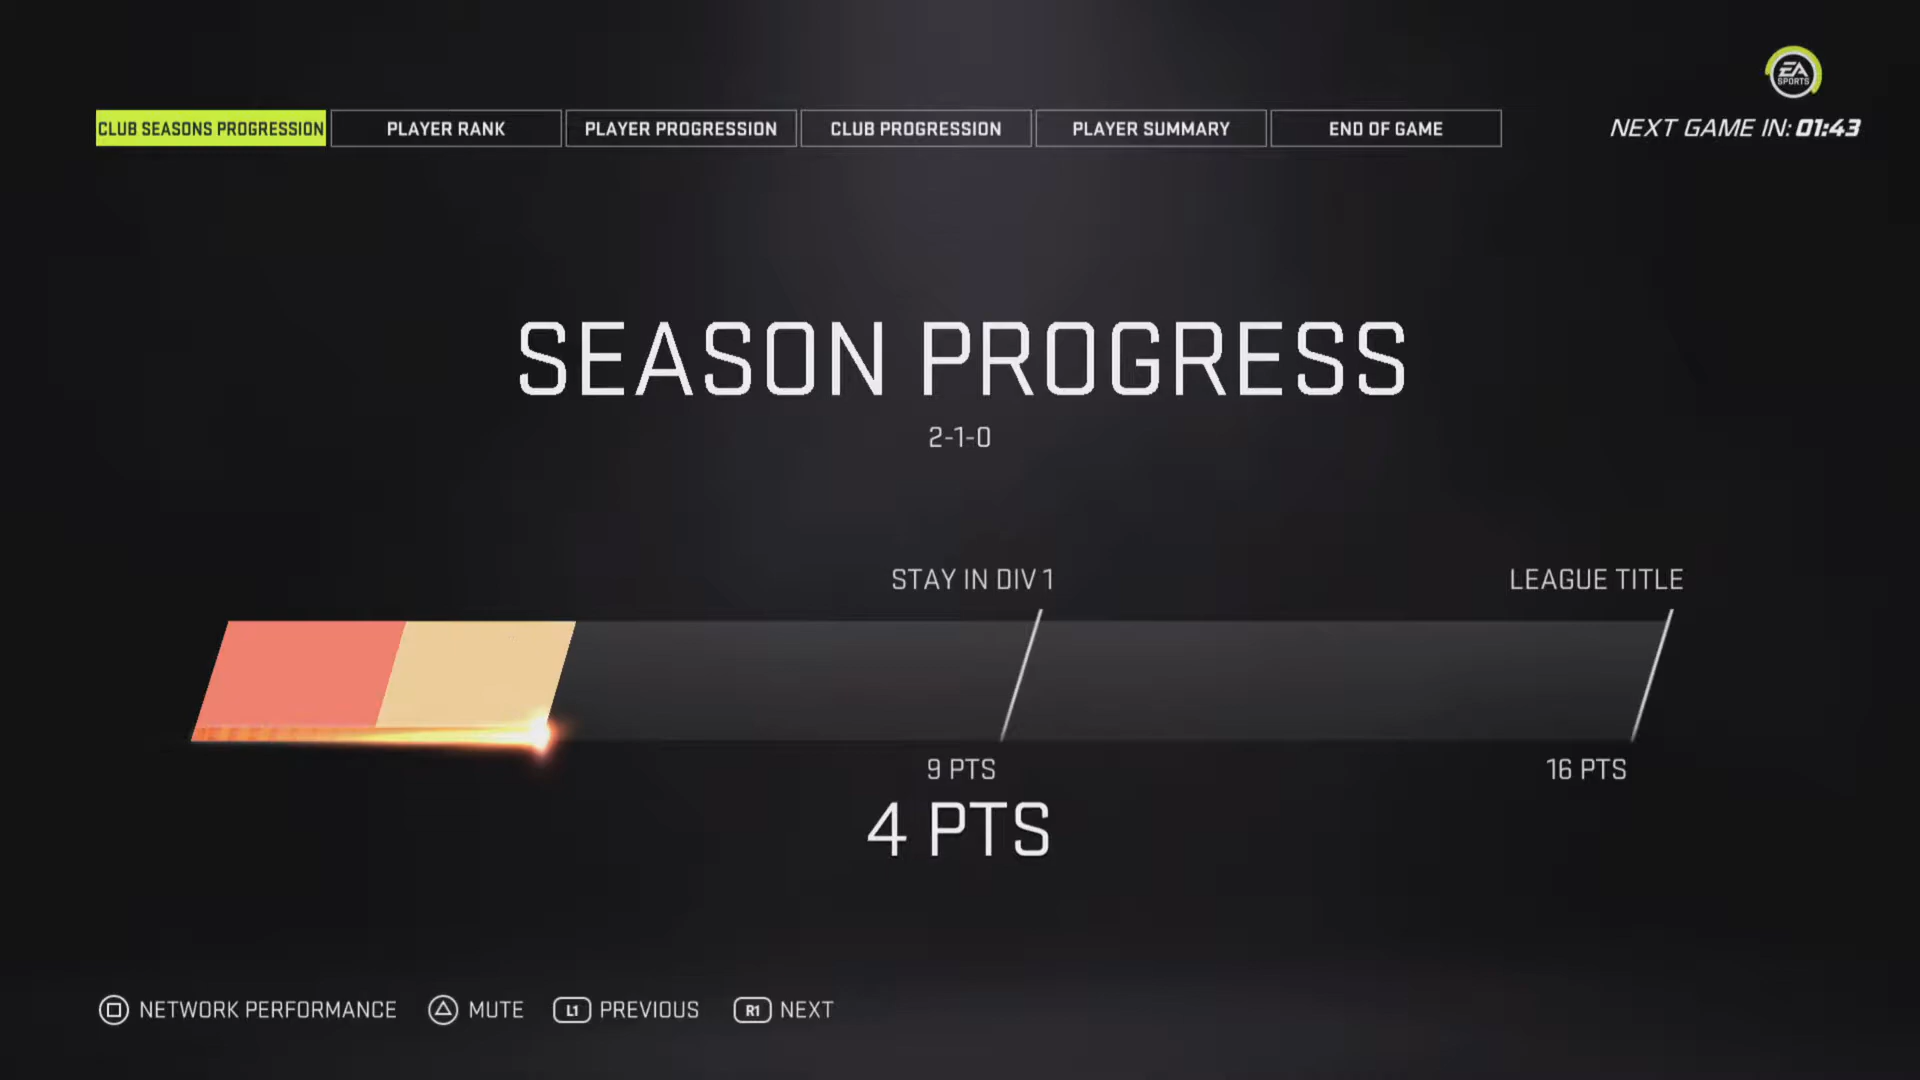 EA
SPORTS
CLUB SEASONS PROGRESSION
PLAYER RANK
PLAYER PROGRESSION
CLUB PROGRESSION
PLAYER SUMMARY
END OF GAME
NEXT GAME IN: 01:43
SEASON PROGRESS
2-1-0
STAY IN DIV 1
LEAGUE TITLE
9 PTS
16 PTS
4 PTS
NETWORK PERFORMANCE
MUTE
L1 PREVIOUS
R1 NEXT